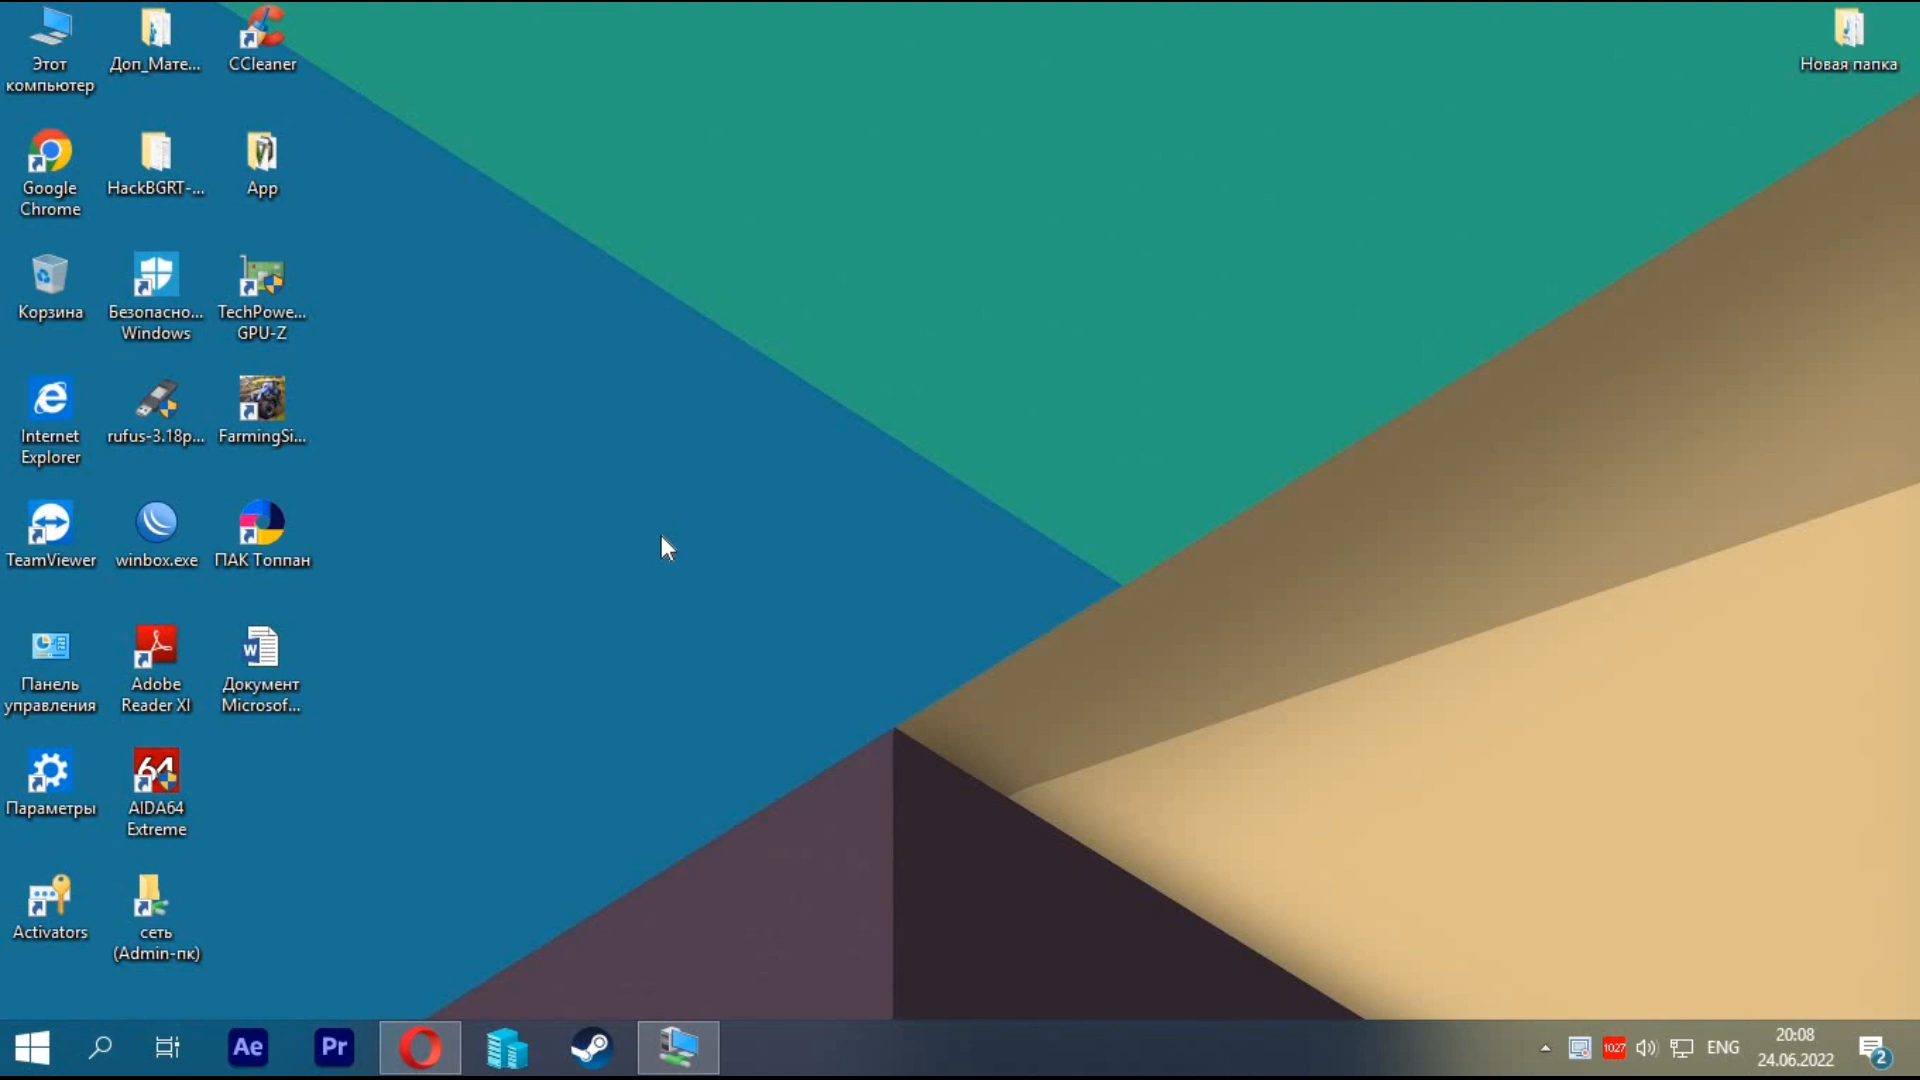 Этот
компьютер
Доп_Мате...
CCleaner
Новая папка
Google
Chrome
HackBGRT-...
App
Корзина
Безопасно...
Windows
TechPowe...
GPU-Z
Internet
Explorer
rufus-3.18p...
FarmingSi...
TeamViewer
winbox.exe
ПАК Топпан
Панель
управления
Adobe
Reader XI
W
Документ
Microsof...
64
Параметры
AIDA64
Extreme
Activators
сеть
(Admin-пк)
Ae
Pr
1027
ENG
20:08
24.06.2022
2